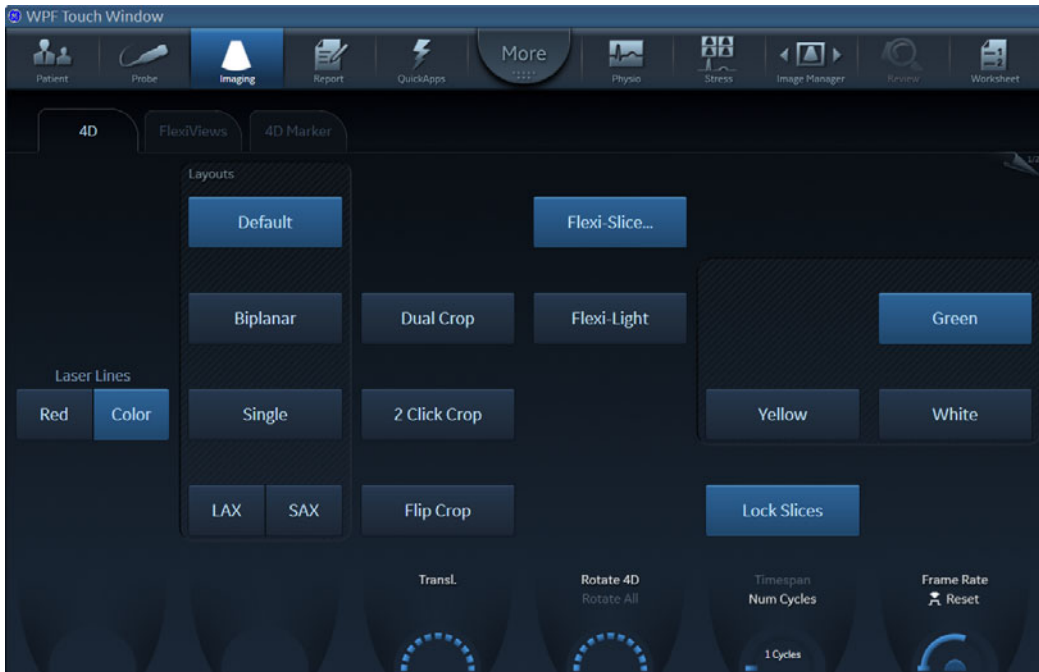 WPF Touch Window
Patient
Probe
Imaging
Report
QuickApps
More
Physio
Stress
Image Manager
Review
Worksheet
4D
FlexiViews
4D Marker
1/2
Layouts
Default
Flexi-Slice...
Biplanar
Dual Crop
Flexi-Light
Green
Laser Lines
Red
Color
Single
2 Click Crop
Yellow
White
LAX
SAX
Flip Crop
Lock Slices
Transl.
Rotate 4D
Rotate All
Timespan
Num Cycles
Frame Rate
Reset
1 Cycles